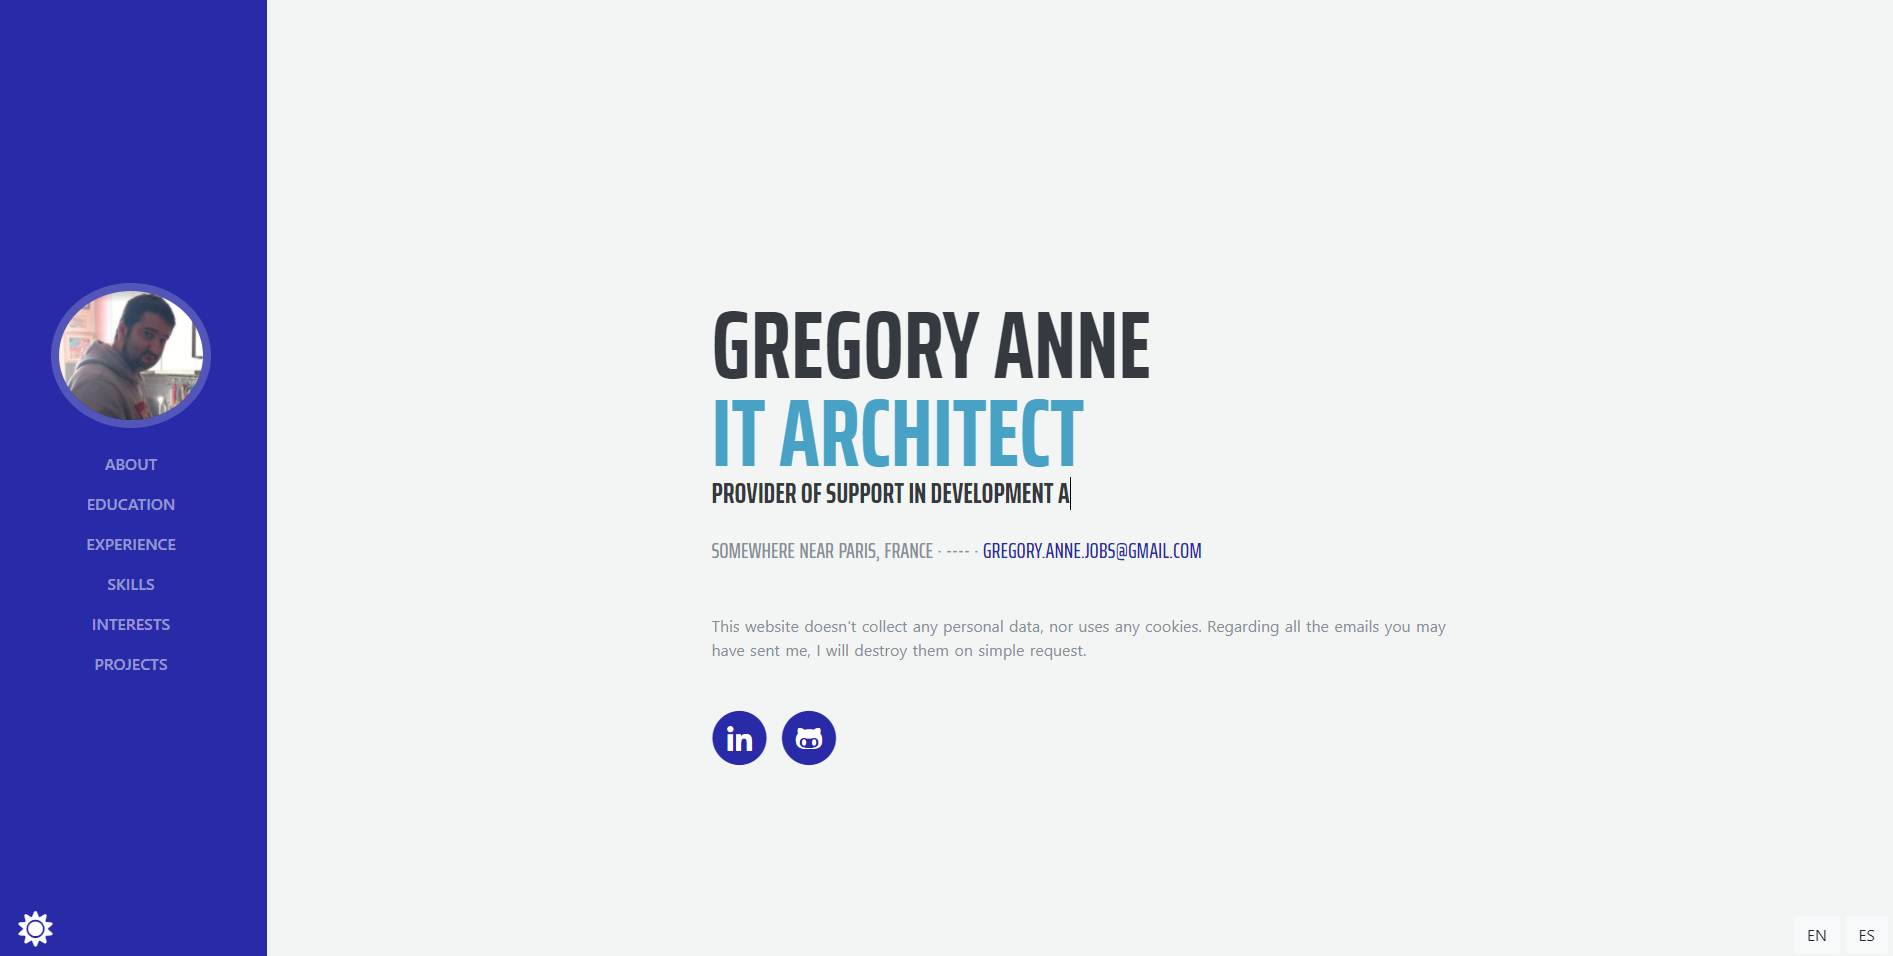 ABOUT
EDUCATION
EXPERIENCE
SKILLS
INTERESTS
PROJECTS
GREGORY ANNE
IT ARCHITECT
PROVIDER OF SUPPORT IN DEVELOPMENT A
SOMEWHERE NEAR PARIS, FRANCE · ---- · GREGORY.ANNE.JOBS@GMAIL.COM
This website doesn't collect any personal data, nor uses any cookies. Regarding all the emails you may
have sent me, I will destroy them on simple request.
in
EN ES